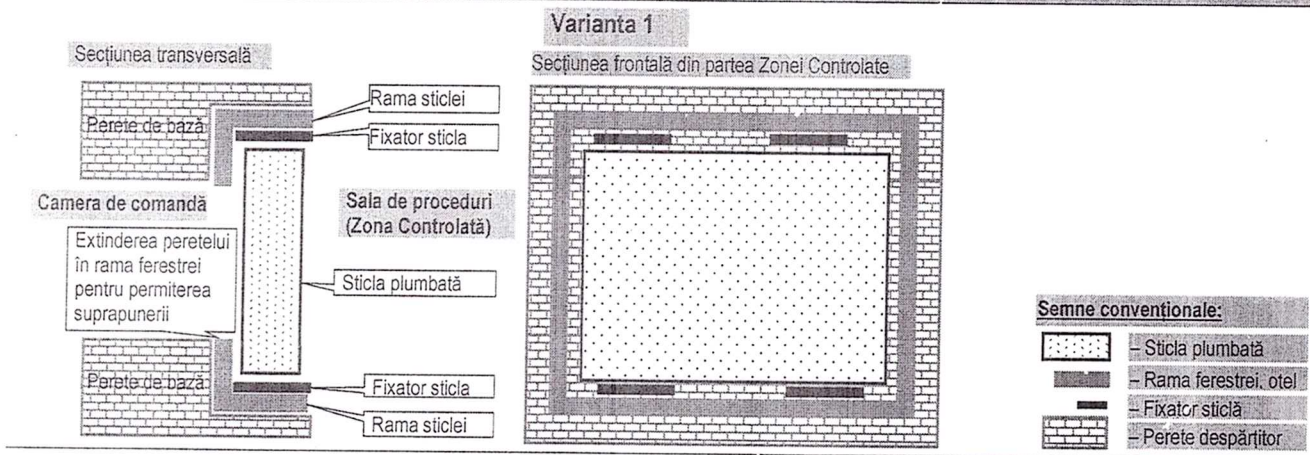 Varianta 1
Secțiunea transversală
Perete de bază
Rama sticlei
Fixator sticla
Camera de comandă
Sala de proceduri
(Zona Controlată)
Extinderea peretelui
în rama ferestrei
pentru permiterea
suprapunerii
Sticla plumbată
Perete de bază
Fixator sticla
Rama sticlei
Secțiunea frontală din partea Zonei Controlate
Semne convenționale:
– Sticla plumbată
– Rama ferestrei, otel
– Fixator sticlă
– Perete despărțitor